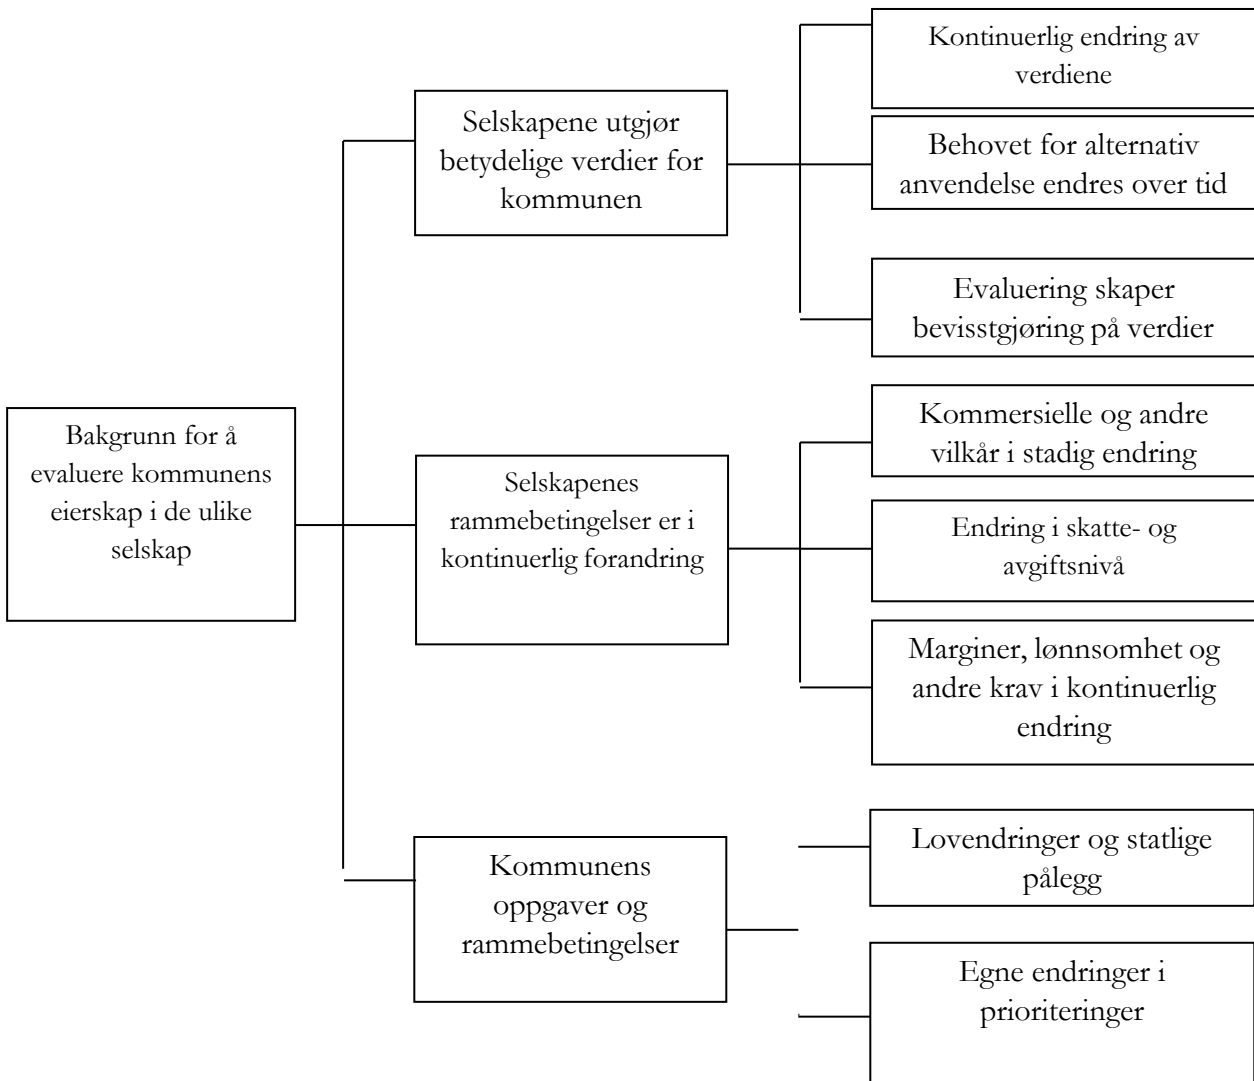 Bakgrunn for å
evaluere kommunens
eierskap i de ulike
selskap
Selskapene utgjør
betydelige verdier for
kommunen
Kontinuerlig endring av
verdiene
Behovet for alternativ
anvendelse endres over tid
Evaluering skaper
bevisstgjøring på verdier
Selskapenes
rammebetingelser er i
kontinuerlig forandring
Kommersielle og andre
vilkår i stadig endring
Endring i skatte- og
avgiftsnivå
Marginer, lønnsomhet og
andre krav i kontinuerlig
endring
Kommunens
oppgaver og
rammebetingelser
Lovendringer og statlige
pålegg
Egne endringer i
prioriteringer